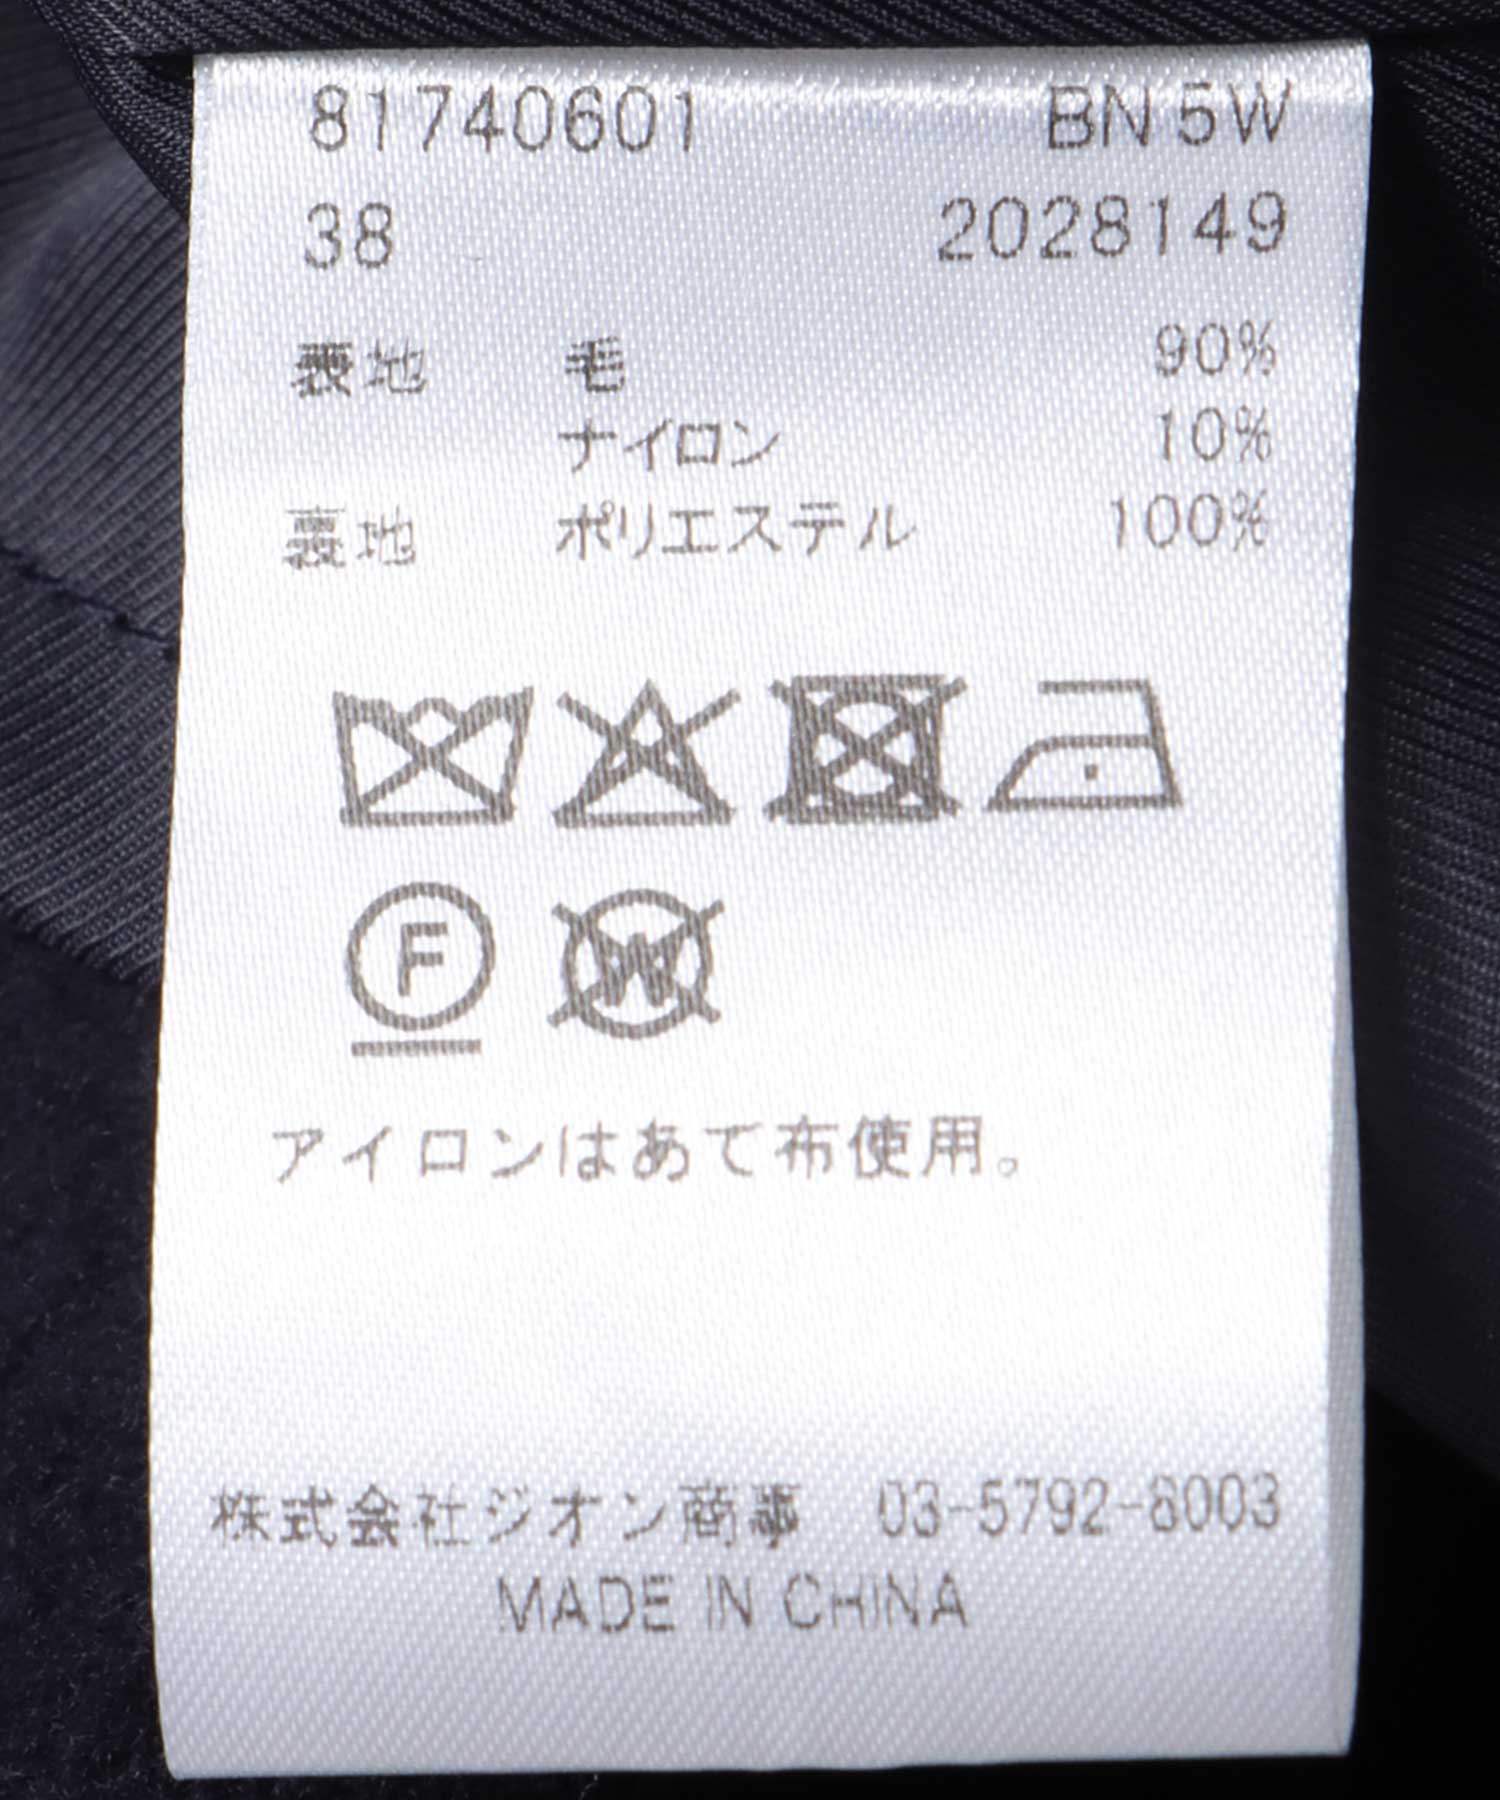 81740601 BN 5W
38 2028149
表地 毛 90%
ナイロン 10%
裏地 ポリエステル 100%
F
W
アイロンはあて布使用。
株式会社ジオン商事 03-5792-8003
MADE IN CHINA